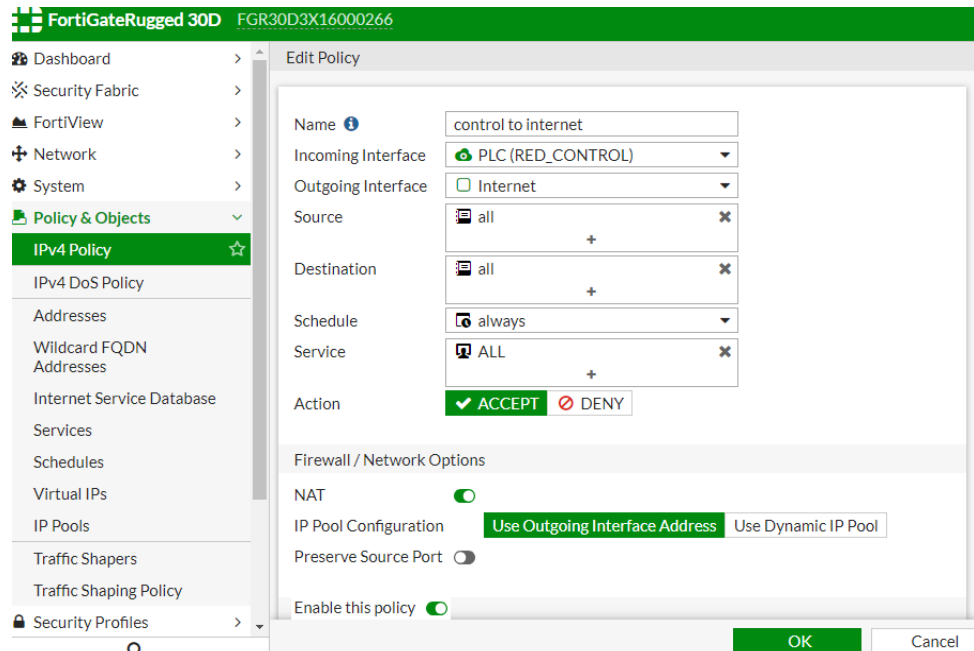 FortiGateRugged 30D FGR30D3X16000266
Dashboard
Security Fabric
FortiView
Network
System
Policy & Objects
IPv4 Policy
IPv4 DoS Policy
Addresses
Wildcard FQDN
Addresses
Internet Service Database
Services
Schedules
Virtual IPs
IP Pools
Traffic Shapers
Traffic Shaping Policy
Security Profiles
Edit Policy
Name
control to internet
Incoming Interface
PLC (RED_CONTROL)
Outgoing Interface
Internet
Source
all
+
Destination
all
+
Schedule
always
Service
ALL
+
Action
ACCEPT
DENY
Firewall / Network Options
NAT
IP Pool Configuration
Use Outgoing Interface Address
Use Dynamic IP Pool
Preserve Source Port
Enable this policy
OK
Cancel